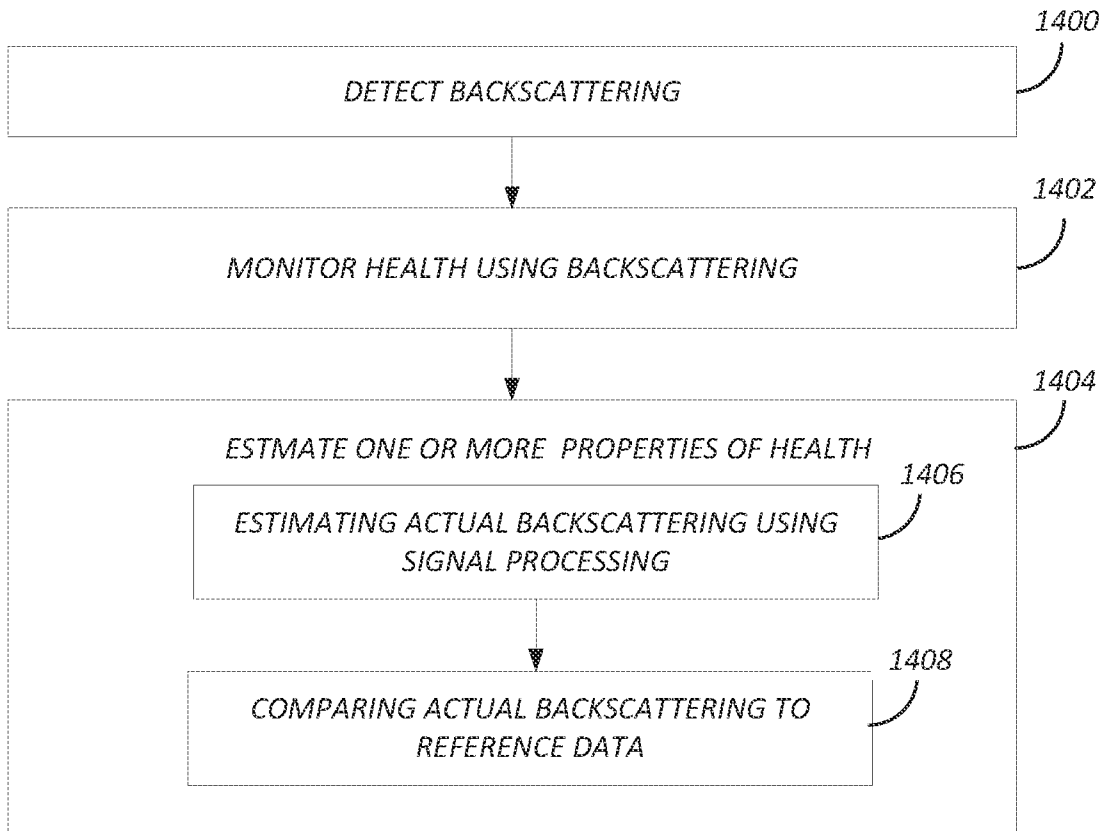 1400
DETECT BACKSCATTERING
1402
MONITOR HEALTH USING BACKSCATTERING
1404
ESTMATE ONE OR MORE PROPERTIES OF HEALTH
1406
ESTIMATING ACTUAL BACKSCATTERING USING
SIGNAL PROCESSING
1408
COMPARING ACTUAL BACKSCATTERING TO
REFERENCE DATA